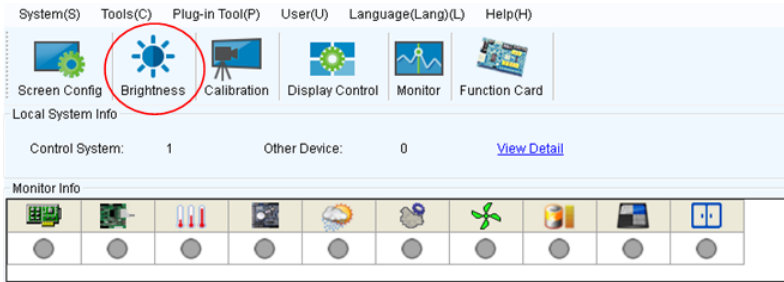 System(S) Tools(C) Plug-in Tool(P) User(U) Language(Lang)(L) Help(H)
Screen Config Brightness Calibration Display Control Monitor Function Card
Local System Info
Control System: 1 Other Device: 0 View Detail
Monitor Info